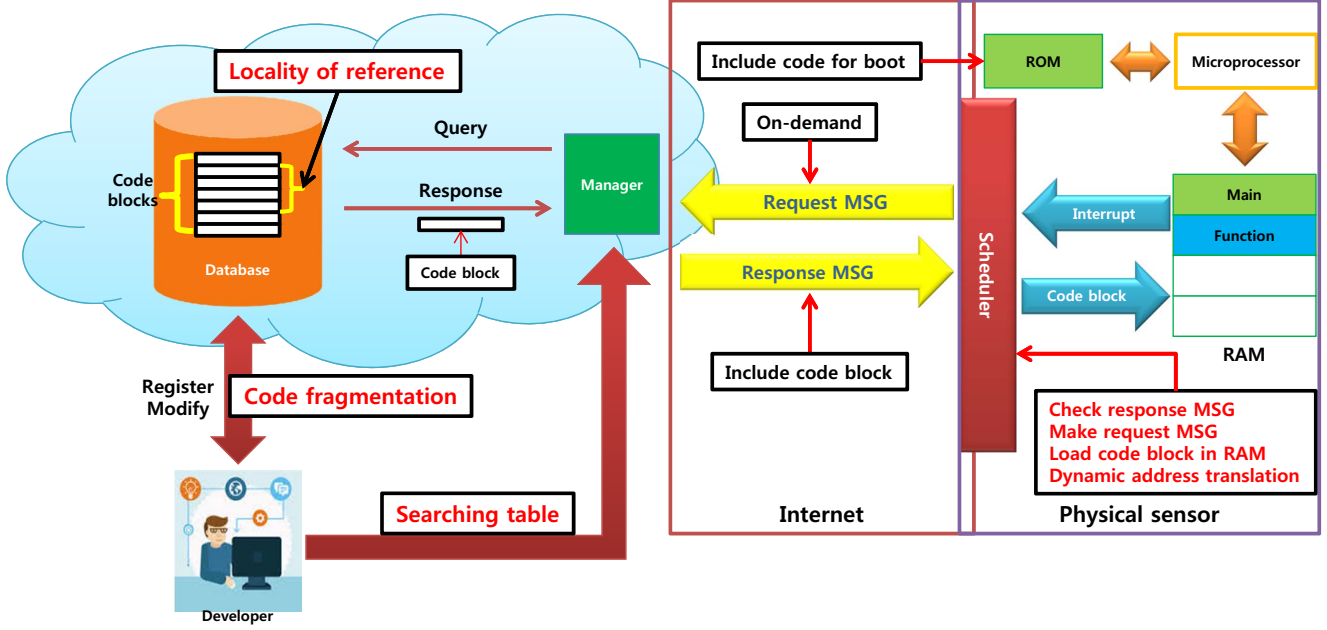 Locality of reference
Code
blocks
Database
Query
Response
Code block
Manager
Register
Modify
Code fragmentation
Searching table
Developer
Include code for boot
On-demand
Request MSG
Response MSG
Include code block
Internet
Scheduler
ROM
Microprocessor
Interrupt
Code block
Main
Function
RAM
Check response MSG
Make request MSG
Load code block in RAM
Dynamic address translation
Physical sensor